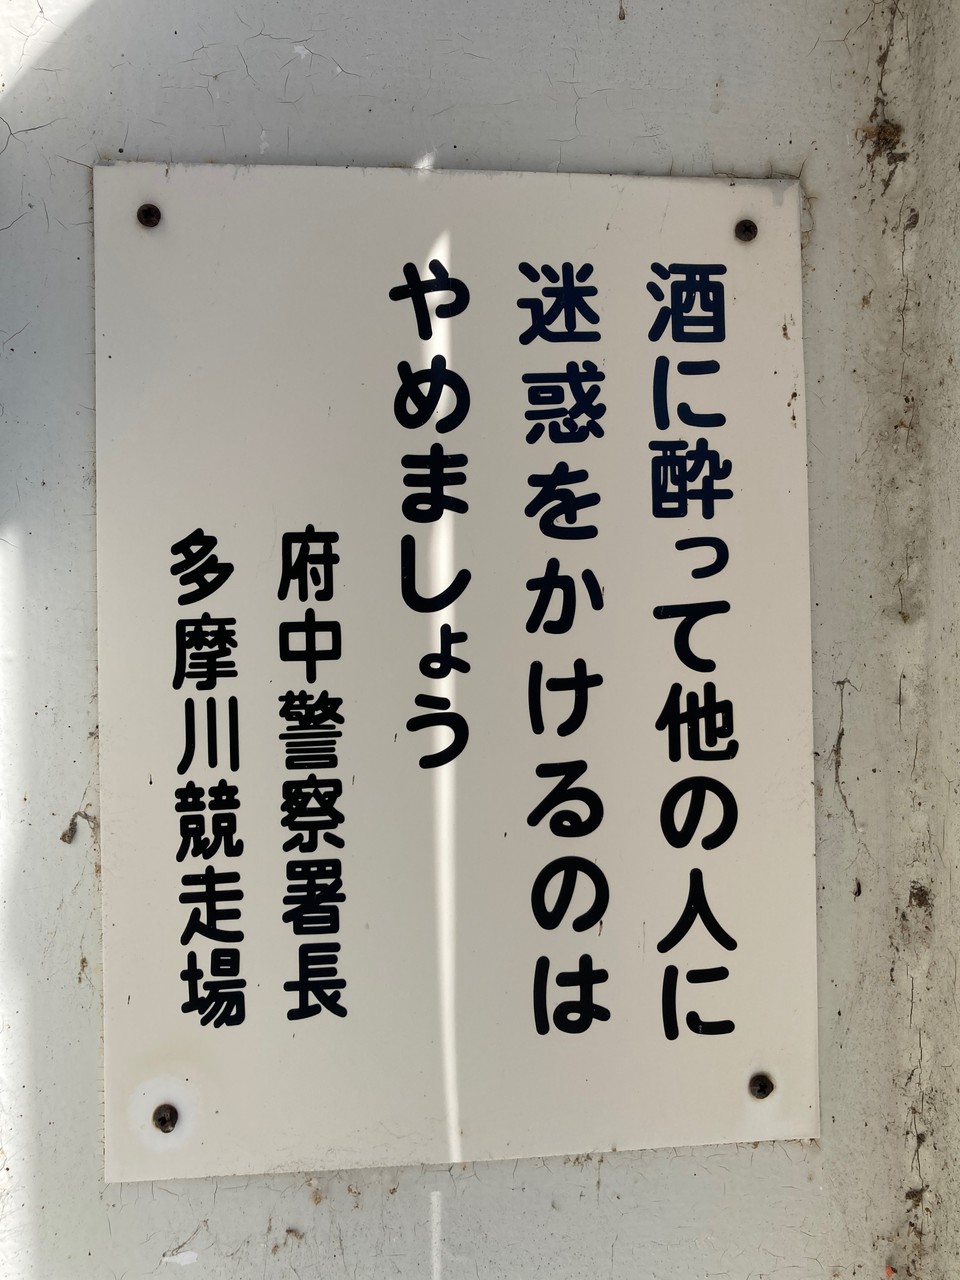 酒に酔って他の人に
迷惑をかけるのは
やめましょう
府中警察署長
多摩川競走場